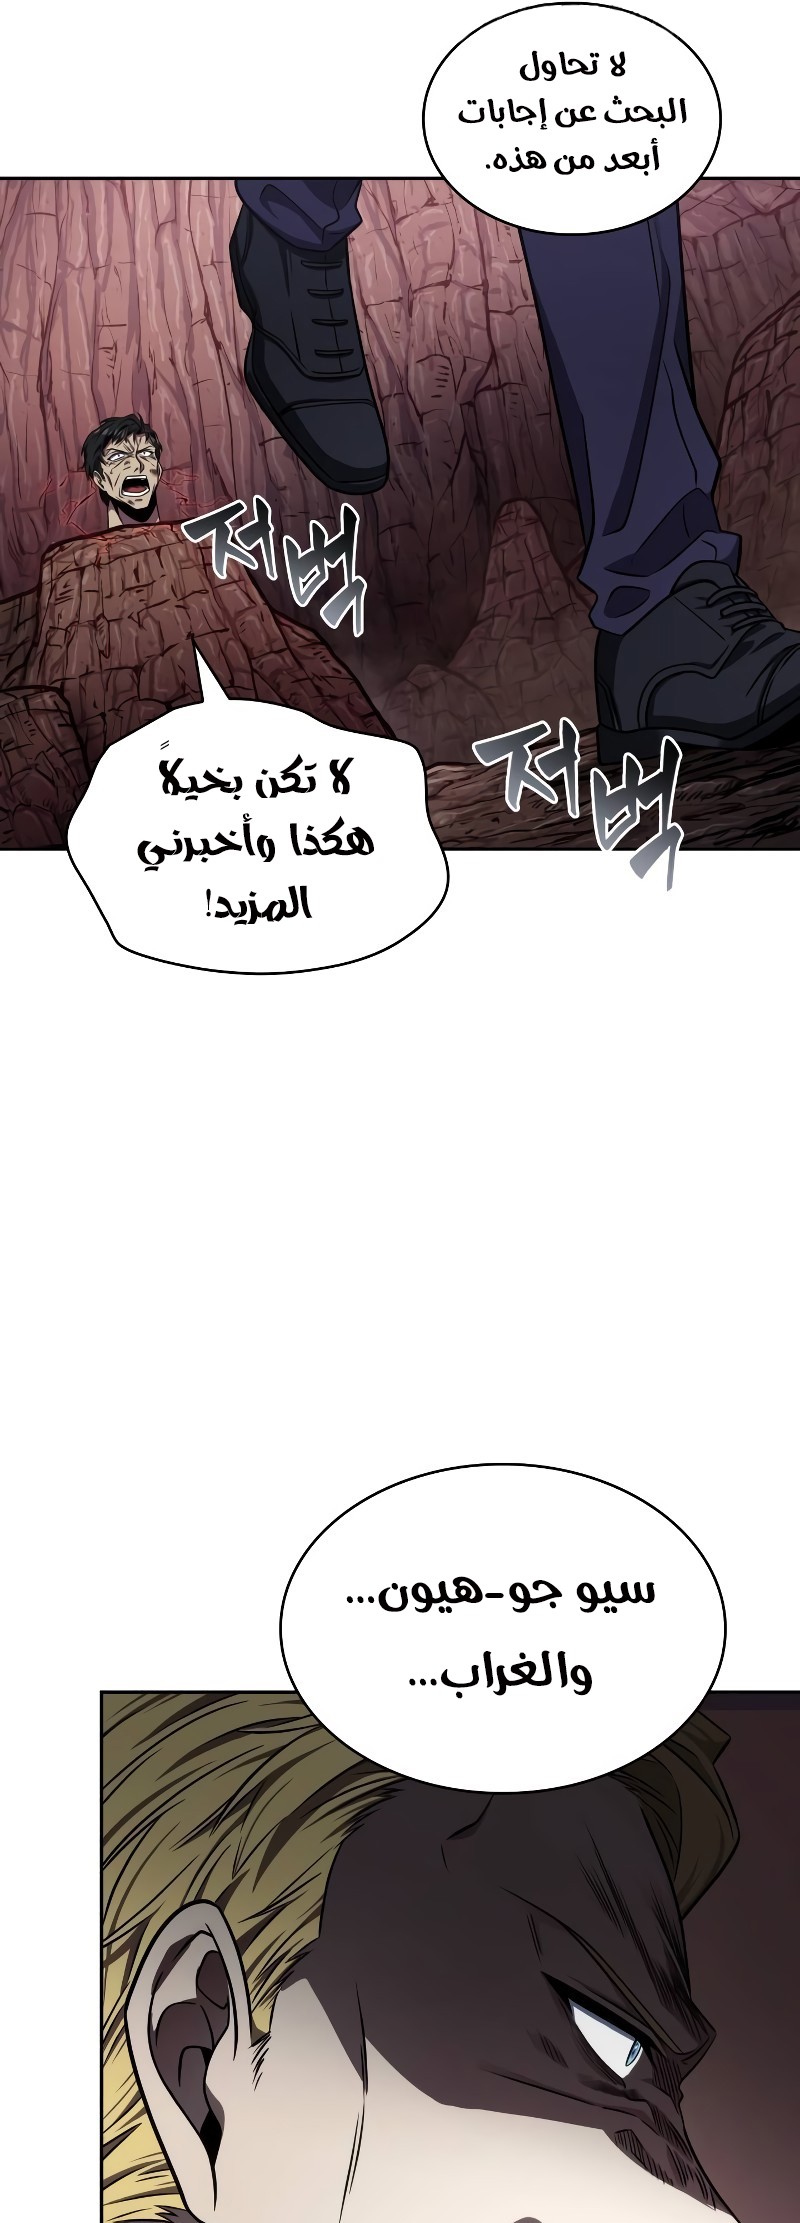 لا تحاول
البحث عن إجابات
أبعد من هذه.
저벅
저벅
لا تكن بخيلاً
هكذا وأخبرني
المزيد!
سيو جو-هيون...
والغراب...